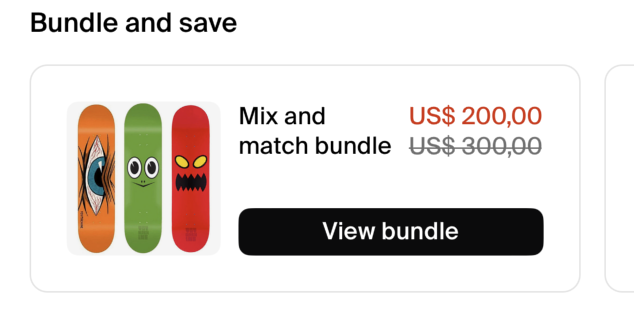 Bundle and save
Mix and
match bundle
US$ 200,00
US$ 300,00
View bundle